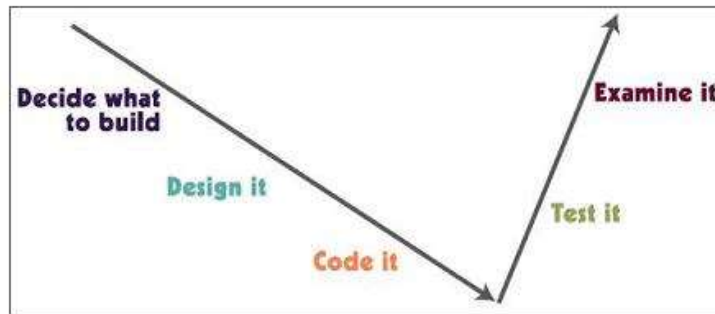 Decide what
to build
Design it
Code it
Test it
Examine it